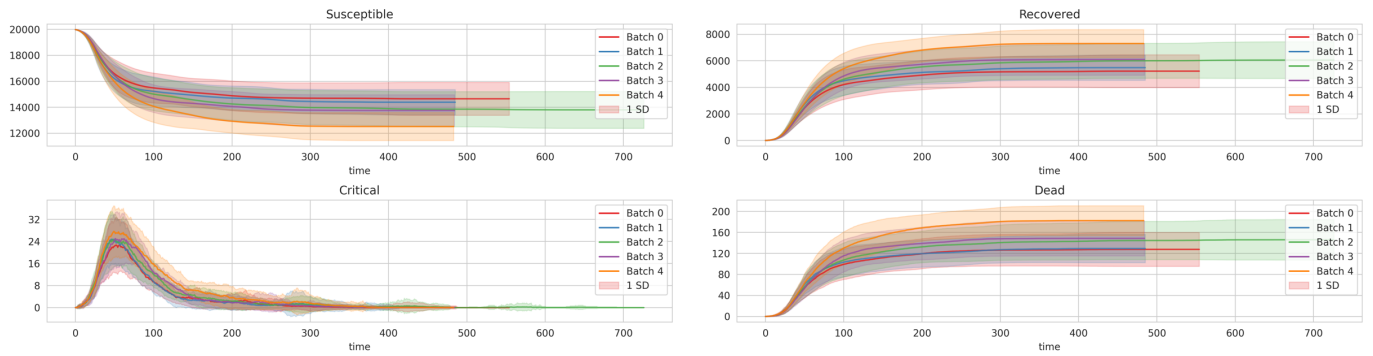 Susceptible
20000
18000
16000
14000
12000
0 100 200 300 400 500 600 700
time
Batch 0
Batch 1
Batch 2
Batch 3
Batch 4
1 SD
Recovered
8000
6000
4000
2000
0
0 100 200 300 400 500 600 700
time
Batch 0
Batch 1
Batch 2
Batch 3
Batch 4
1 SD
Critical
32
24
16
8
0
0 100 200 300 400 500 600 700
time
Batch 0
Batch 1
Batch 2
Batch 3
Batch 4
1 SD
Dead
200
160
120
80
40
0
0 100 200 300 400 500 600 700
time
Batch 0
Batch 1
Batch 2
Batch 3
Batch 4
1 SD